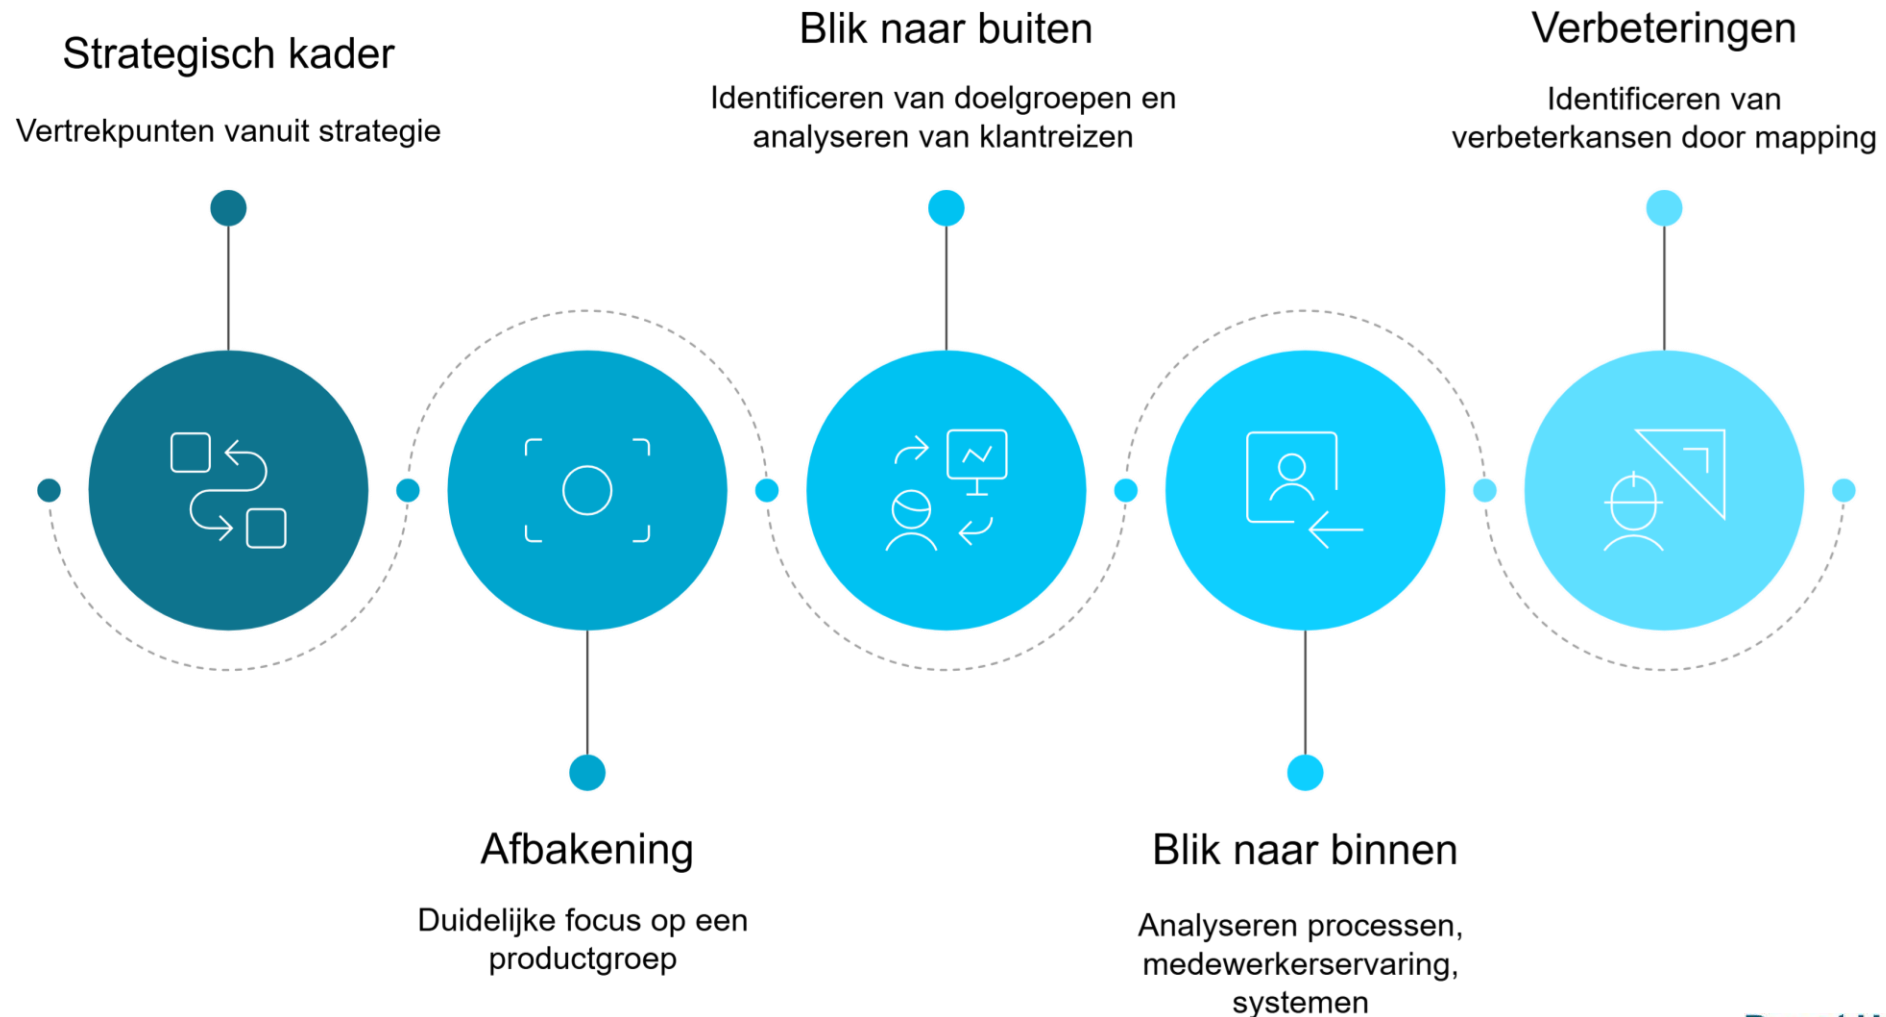 Strategisch kader
Vertrekpunten vanuit strategie
Afbakening
Duidelijke focus op een
productgroep
Blik naar buiten
Identificeren van doelgroepen en
analyseren van klantreizen
Blik naar binnen
Analyseren processen,
medewerkerservaring,
systemen
Verbeteringen
Identificeren van
verbeterkansen door mapping